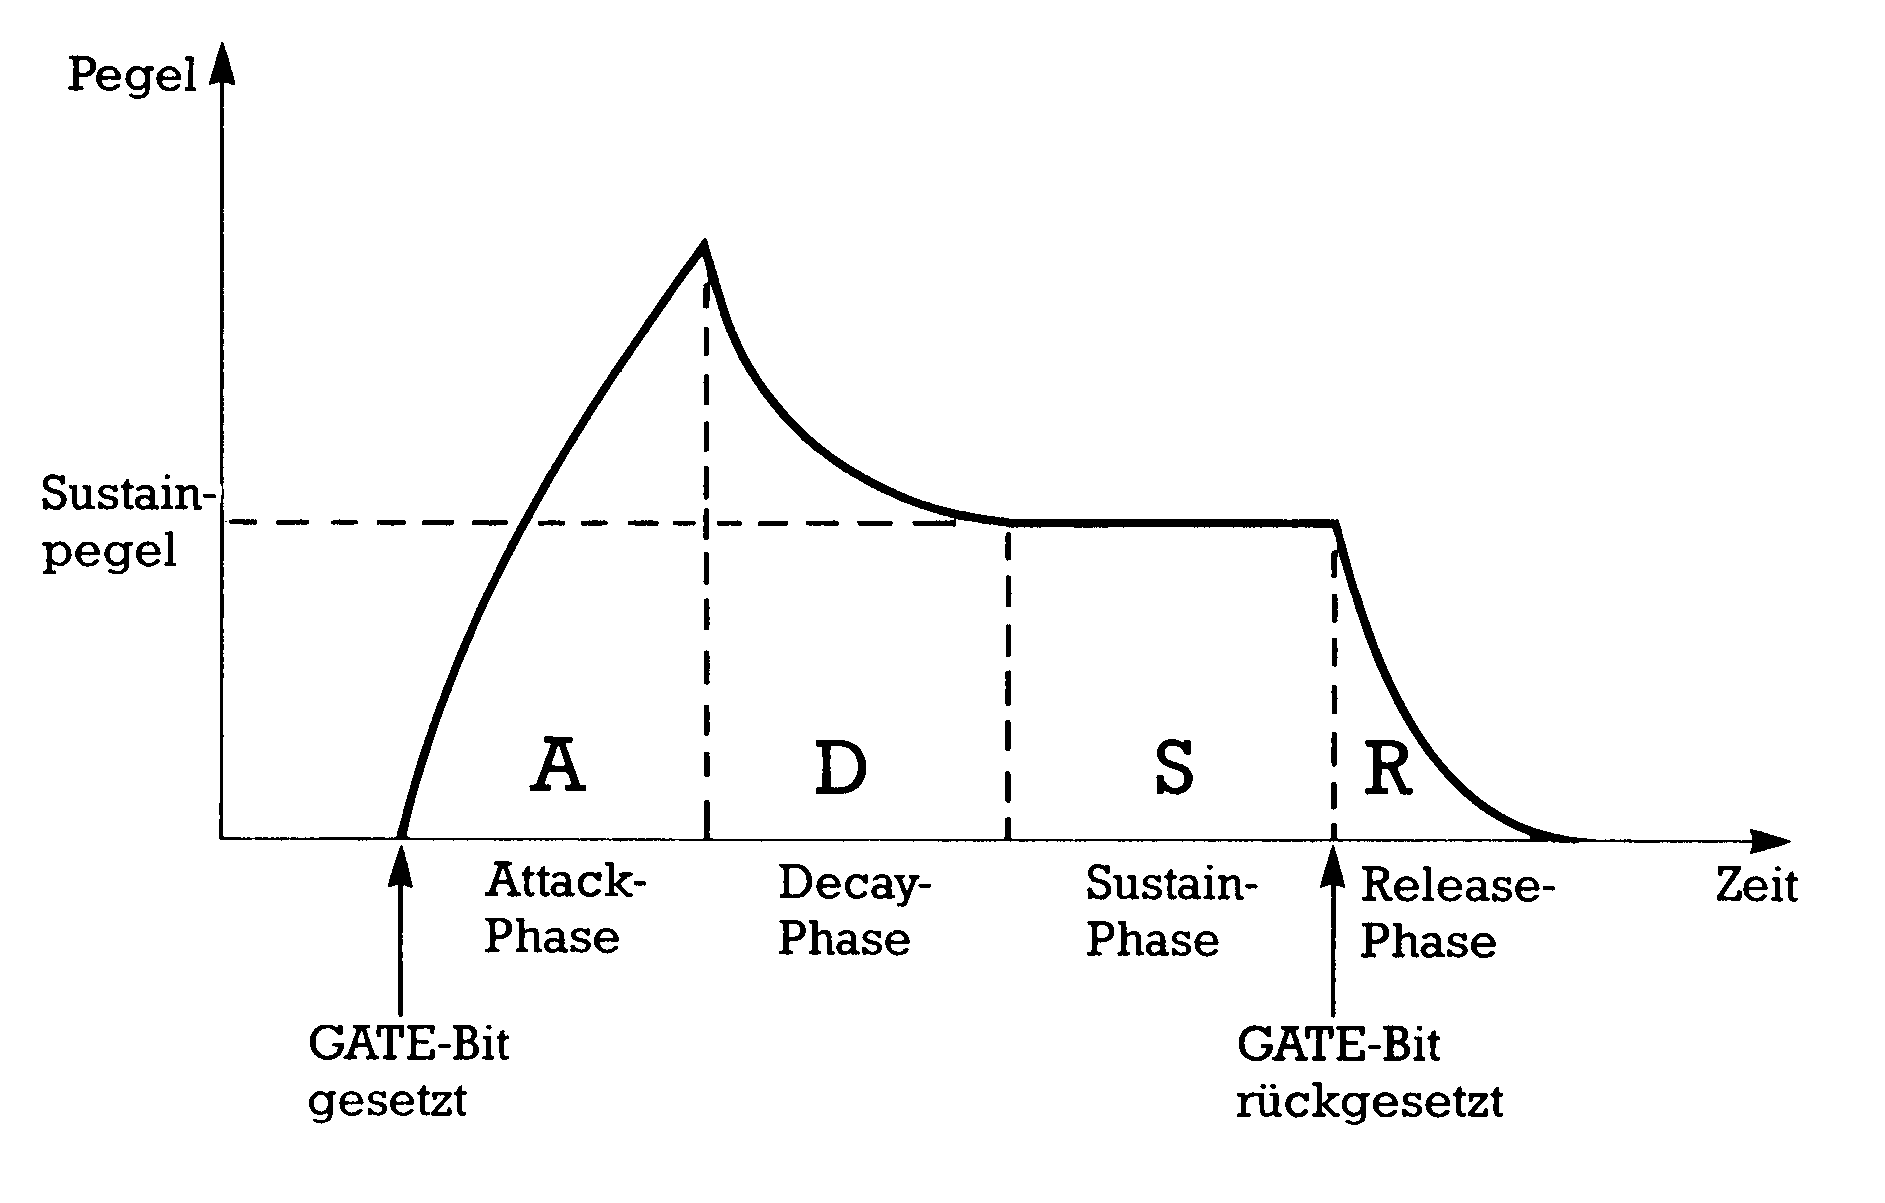 Pegel
Sustain-
pegel
A D S R
Attack-
Phase
Decay-
Phase
Sustain-
Phase
Release-
Phase
Zeit
GATE-Bit
gesetzt
GATE-Bit
rückgesetzt